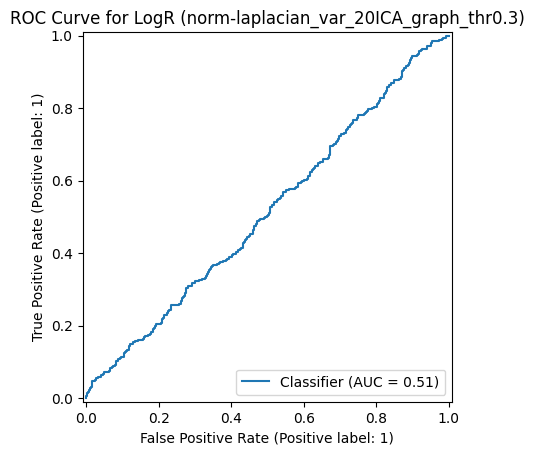 ROC Curve for LogR (norm-laplacian_var_20ICA_graph_thr0.3)
1.0
0.8
0.6
0.4
0.2
0.0
True Positive Rate (Positive label: 1)
Classifier (AUC = 0.51)
0.0 0.2 0.4 0.6 0.8 1.0
False Positive Rate (Positive label: 1)